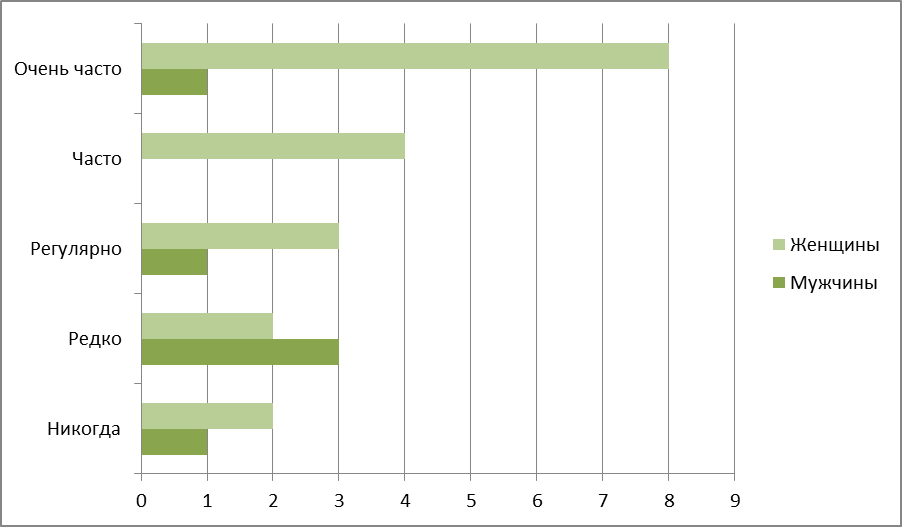 Очень часто
Часто
Регулярно
Редко
Никогда
0 1 2 3 4 5 6 7 8 9
Женщины
Мужчины